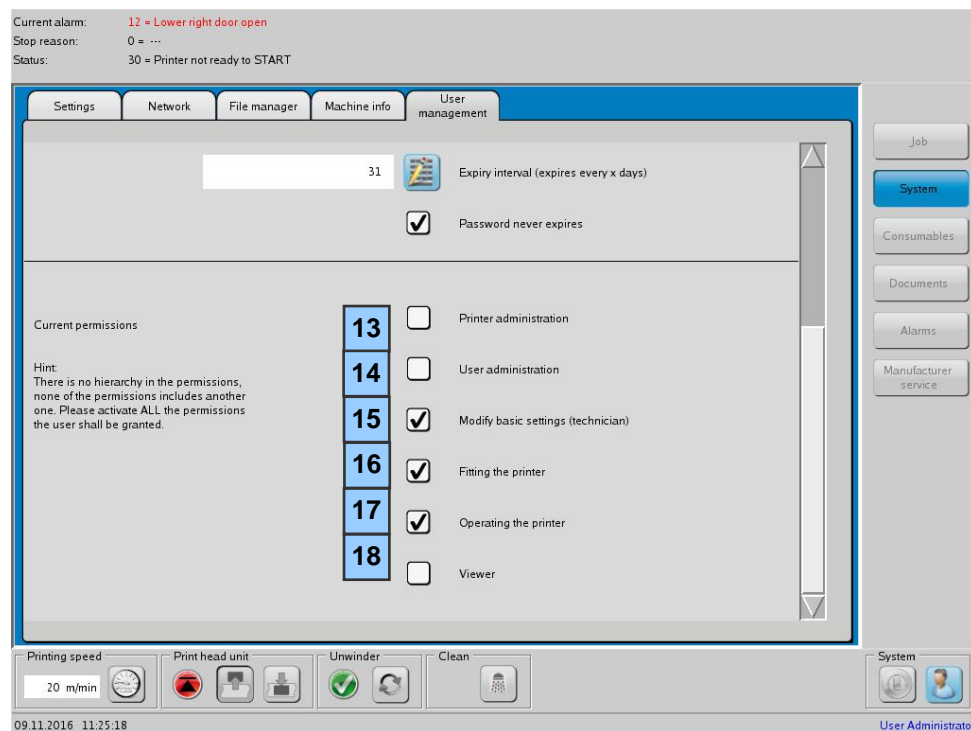 Current alarm: 12 = Lower right door open
Stop reason: 0 = ---
Status: 30 = Printer not ready to START
Settings Network File manager Machine info User management
31 Expiry interval (expires every x days)
Password never expires
Current permissions
Hint:
There is no hierarchy in the permissions,
none of the permissions includes another
one. Please activate ALL the permissions
the user shall be granted.
13 Printer administration
14 User administration
15 Modify basic settings (technician)
16 Fitting the printer
17 Operating the printer
18 Viewer
Job
System
Consumables
Documents
Alarms
Manufacturer
service
Printing speed Print head unit Unwinder Clean System
20 m/min
09.11.2016 11:25:18 User Administrato